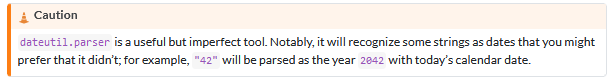 Caution
dateutil.parser is a useful but imperfect tool. Notably, it will recognize some strings as dates that you might
prefer that it didn't; for example, "42" will be parsed as the year 2042 with today's calendar date.